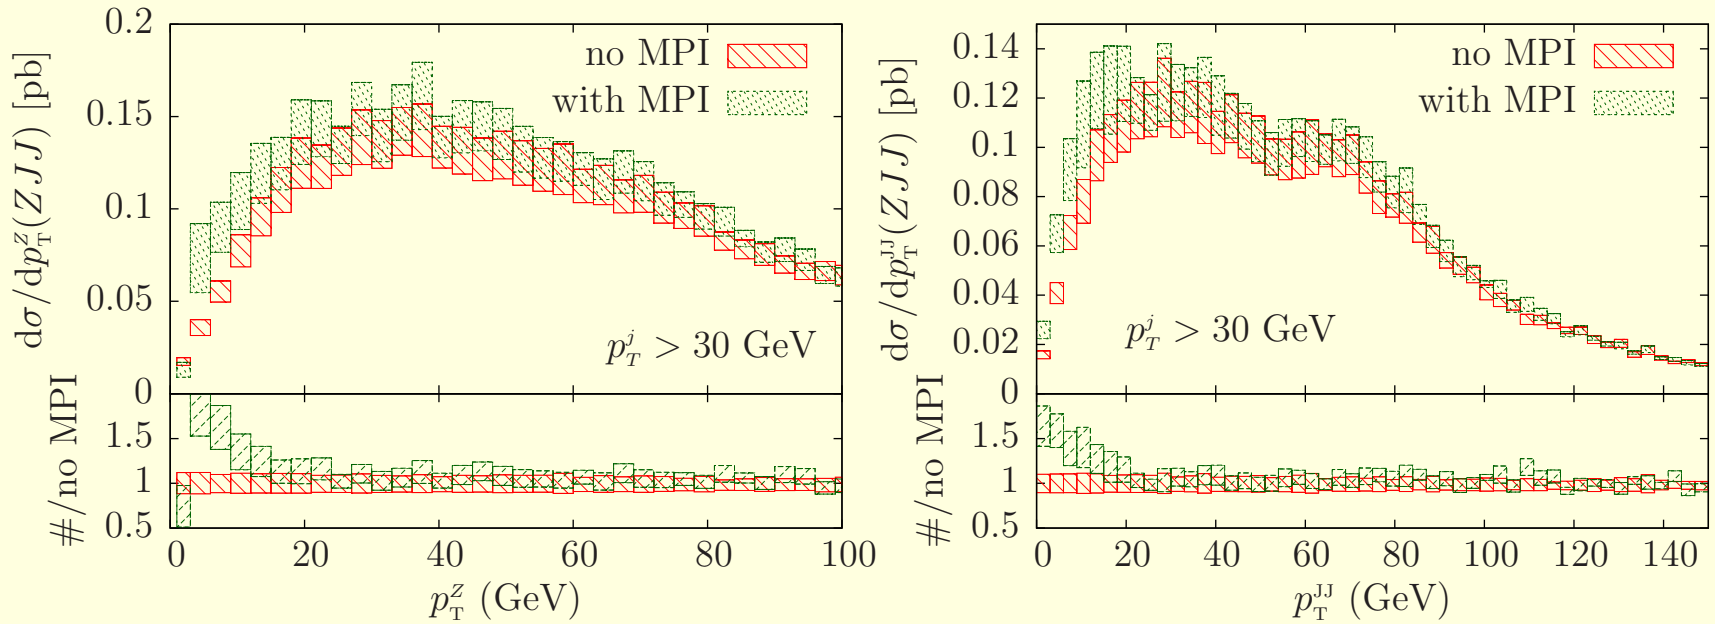 dσ/dp_T^Z(ZJJ) [pb]
0.2
0.15
0.1
0.05
0
no MPI
with MPI
p_T^j > 30 GeV
#/no MPI
1.5
1
0.5
0 20 40 60 80 100
p_T^Z (GeV)
dσ/dp_T^JJ(ZJJ) [pb]
0.14
0.12
0.1
0.08
0.06
0.04
0.02
0
no MPI
with MPI
p_T^j > 30 GeV
#/no MPI
1.5
1
0.5
0 20 40 60 80 100 120 140
p_T^JJ (GeV)